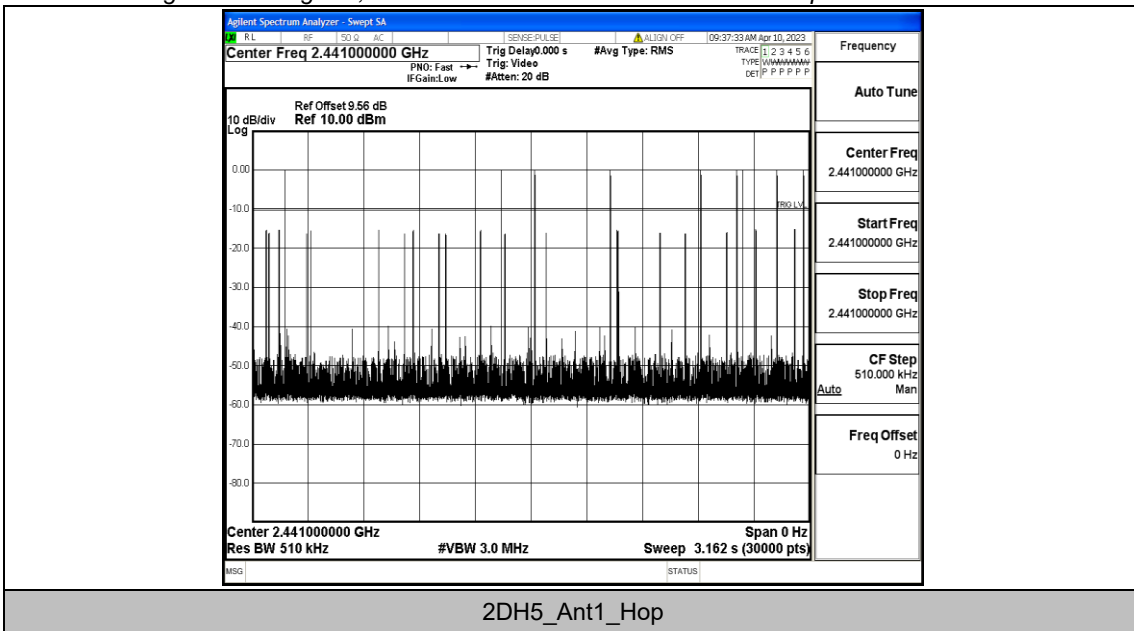 Agilent Spectrum Analyzer - Swept SA
RL RF 50 Ω AC SENSE:PULSE ALIGN OFF 09:37:33 AM Apr 10, 2023
Center Freq 2.441000000 GHz
PNO: Fast
IFGain:Low
Trig Delay0.000 s
Trig: Video
#Atten: 20 dB
#Avg Type: RMS
TRACE 1 2 3 4 5 6
TYPE
DET P P P P P P
Ref Offset 9.56 dB
10 dB/div Ref 10.00 dBm
Log
0.00
-10.0
-20.0
-30.0
-40.0
-50.0
-60.0
-70.0
-80.0
TRIG LVL
Center 2.441000000 GHz Span 0 Hz
Res BW 510 kHz #VBW 3.0 MHz Sweep 3.162 s (30000 pts)
MSG STATUS
Frequency
Auto Tune
Center Freq
2.441000000 GHz
Start Freq
2.441000000 GHz
Stop Freq
2.441000000 GHz
CF Step
510.000 kHz
Auto Man
Freq Offset
0 Hz
2DH5_Ant1_Hop